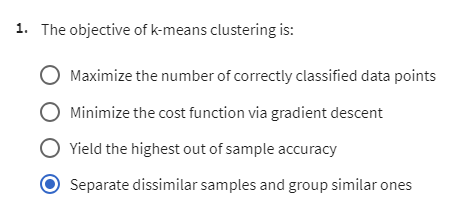 1. The objective of k-means clustering is:
Maximize the number of correctly classified data points
Minimize the cost function via gradient descent
Yield the highest out of sample accuracy
Separate dissimilar samples and group similar ones